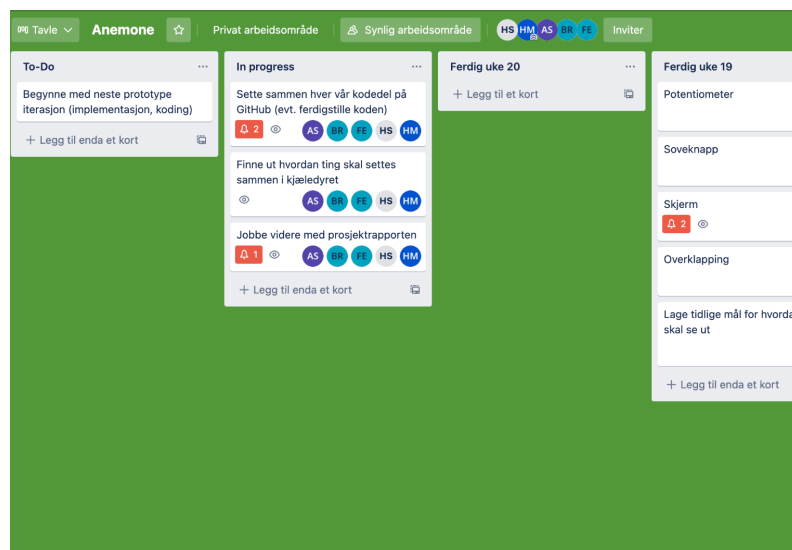 Tavle
Anemone
Privat arbeidsområde
Synlig arbeidsområde
HS HM AS BR FE
Inviter
To-Do
Begynne med neste prototype
iterasjon (implementasjon, koding)
+ Legg til enda et kort
In progress
Sette sammen hver vår kodedel på
GitHub (evt. ferdigstille koden)
2 AS BR FE HS HM
Finne ut hvordan ting skal settes
sammen i kjæledyret
AS BR FE HS HM
Jobbe videre med prosjektrapporten
1 AS BR FE HS HM
+ Legg til enda et kort
Ferdig uke 20
+ Legg til et kort
Ferdig uke 19
Potentiometer
Soveknapp
Skjerm
2
Overklapping
Lage tidlige mål for hvorda
skal se ut
+ Legg til enda et kort